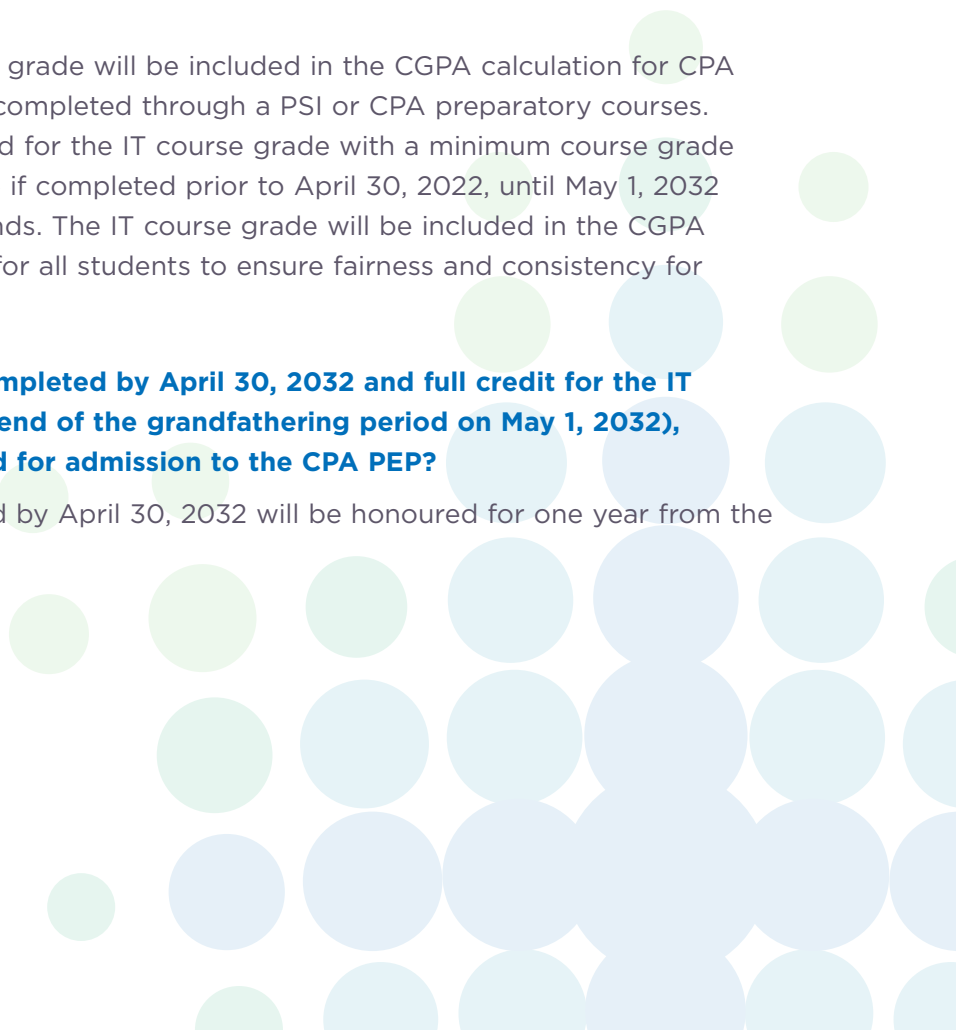 grade will be included in the CGPA calculation for CPA
completed through a PSI or CPA preparatory courses.
d for the IT course grade with a minimum course grade
if completed prior to April 30, 2022, until May 1, 2032
nds. The IT course grade will be included in the CGPA
for all students to ensure fairness and consistency for
mpleted by April 30, 2032 and full credit for the IT
end of the grandfathering period on May 1, 2032),
d for admission to the CPA PEP?
d by April 30, 2032 will be honoured for one year from the